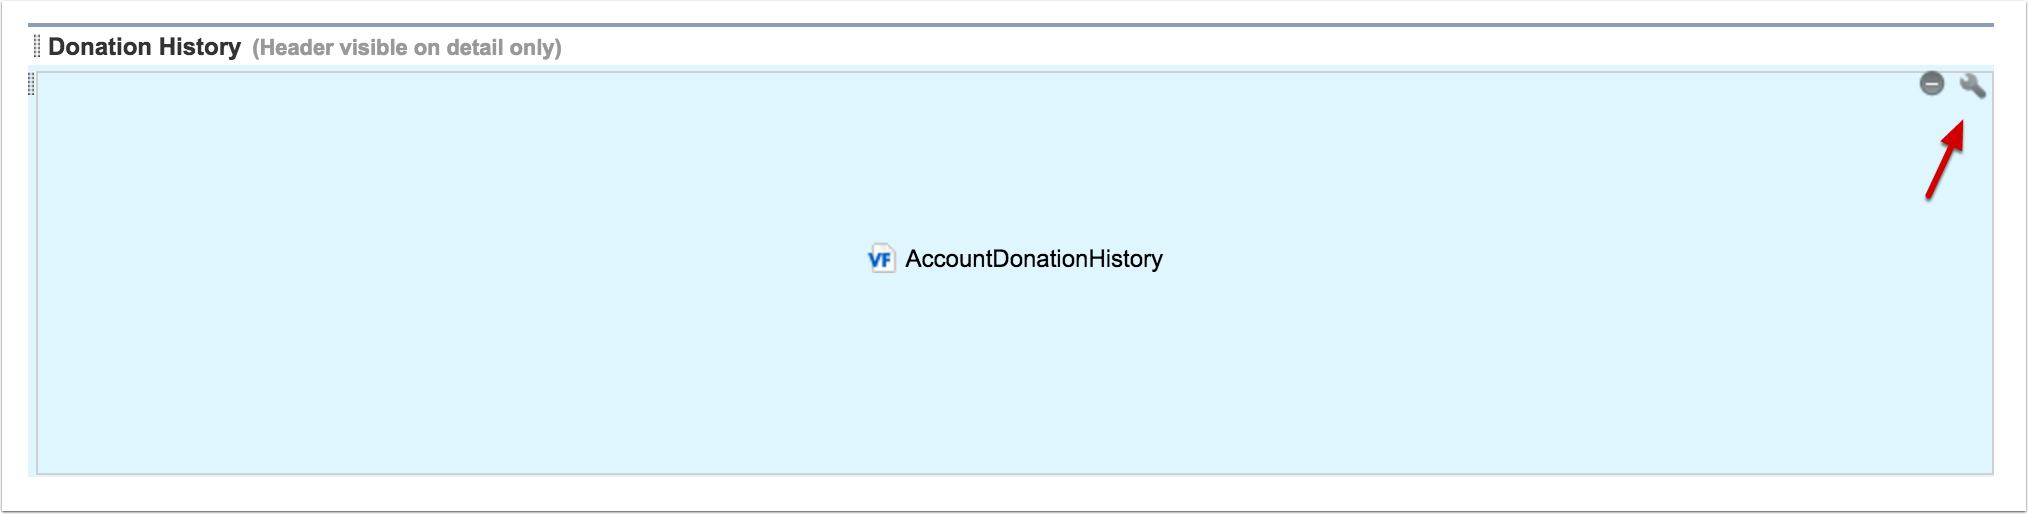 Donation History (Header visible on detail only)
VF AccountDonationHistory